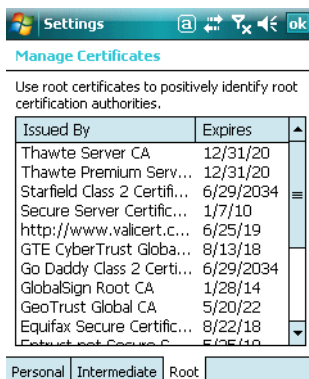 Settings
a
ok
Manage Certificates
Use root certificates to positively identify root
certification authorities.
Issued By Expires
Thawte Server CA 12/31/20
Thawte Premium Serv... 12/31/20
Starfield Class 2 Certifi... 6/29/2034
Secure Server Certific... 1/7/10
http://www.valicert.c... 6/25/19
GTE CyberTrust Globa... 8/13/18
Go Daddy Class 2 Certi... 6/29/2034
GlobalSign Root CA 1/28/14
GeoTrust Global CA 5/20/22
Equifax Secure Certific... 8/22/18
Personal Intermediate Root